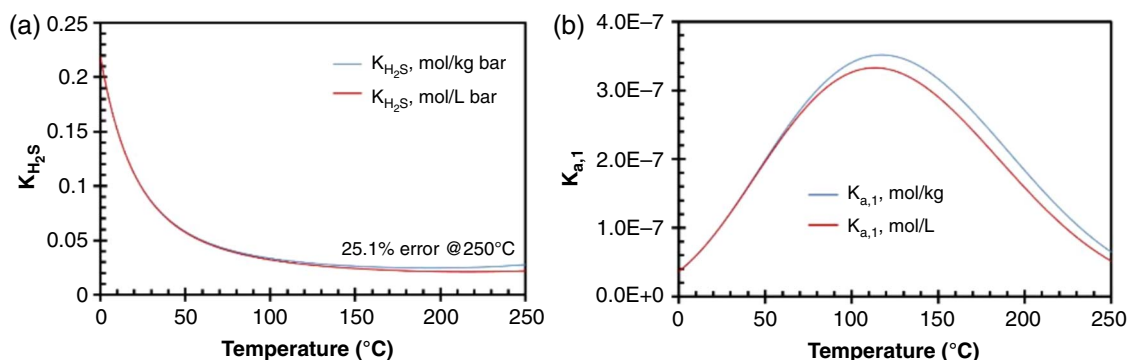 (a)
0.25
0.2
0.15
0.1
0.05
0
K_H₂S
K_H₂S, mol/kg bar
K_H₂S, mol/L bar
25.1% error @250°C
0 50 100 150 200 250
Temperature (°C)
(b)
4.0E–7
3.0E–7
2.0E–7
1.0E–7
0.0E+0
K_a,1
K_a,1, mol/kg
K_a,1, mol/L
0 50 100 150 200 250
Temperature (°C)